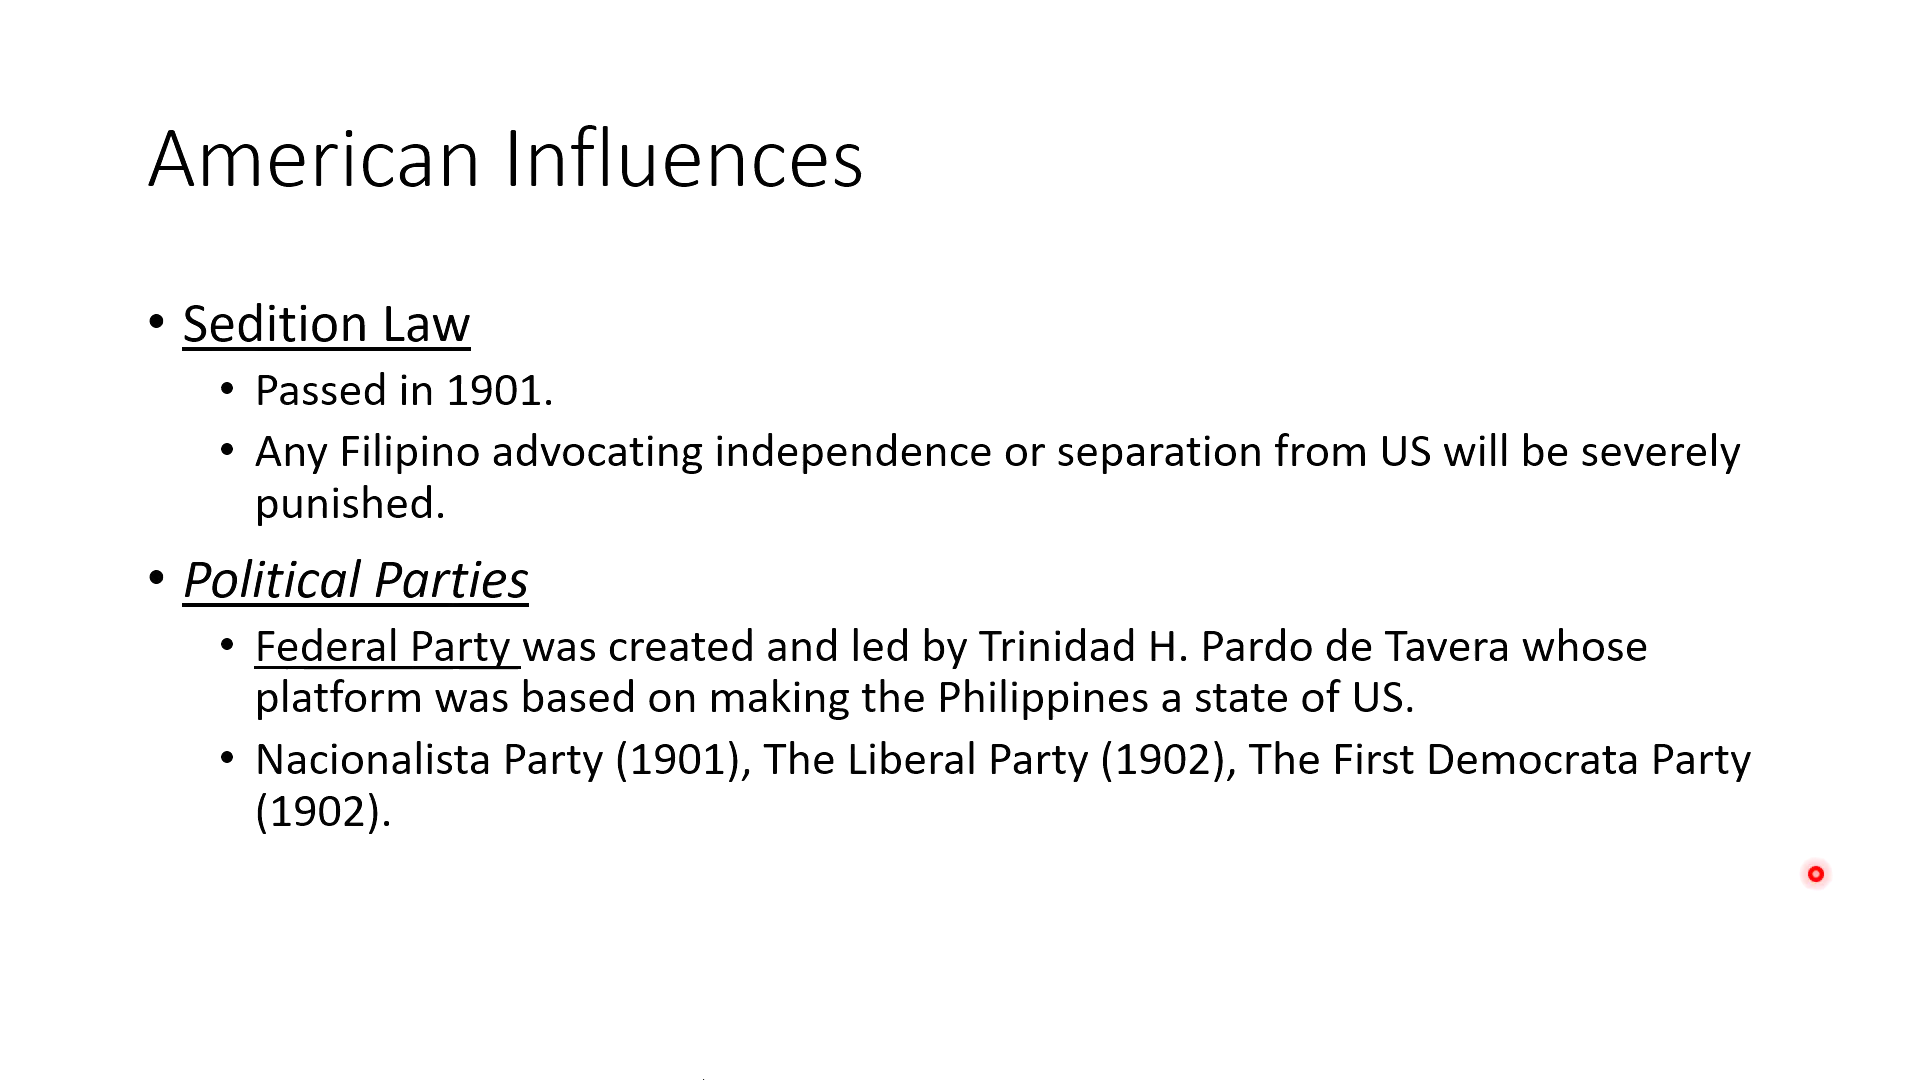 American Influences
• Sedition Law
• Passed in 1901.
• Any Filipino advocating independence or separation from US will be severely
punished.
• Political Parties
• Federal Party was created and led by Trinidad H. Pardo de Tavera whose
platform was based on making the Philippines a state of US.
• Nacionalista Party (1901), The Liberal Party (1902), The First Democrata Party
(1902).